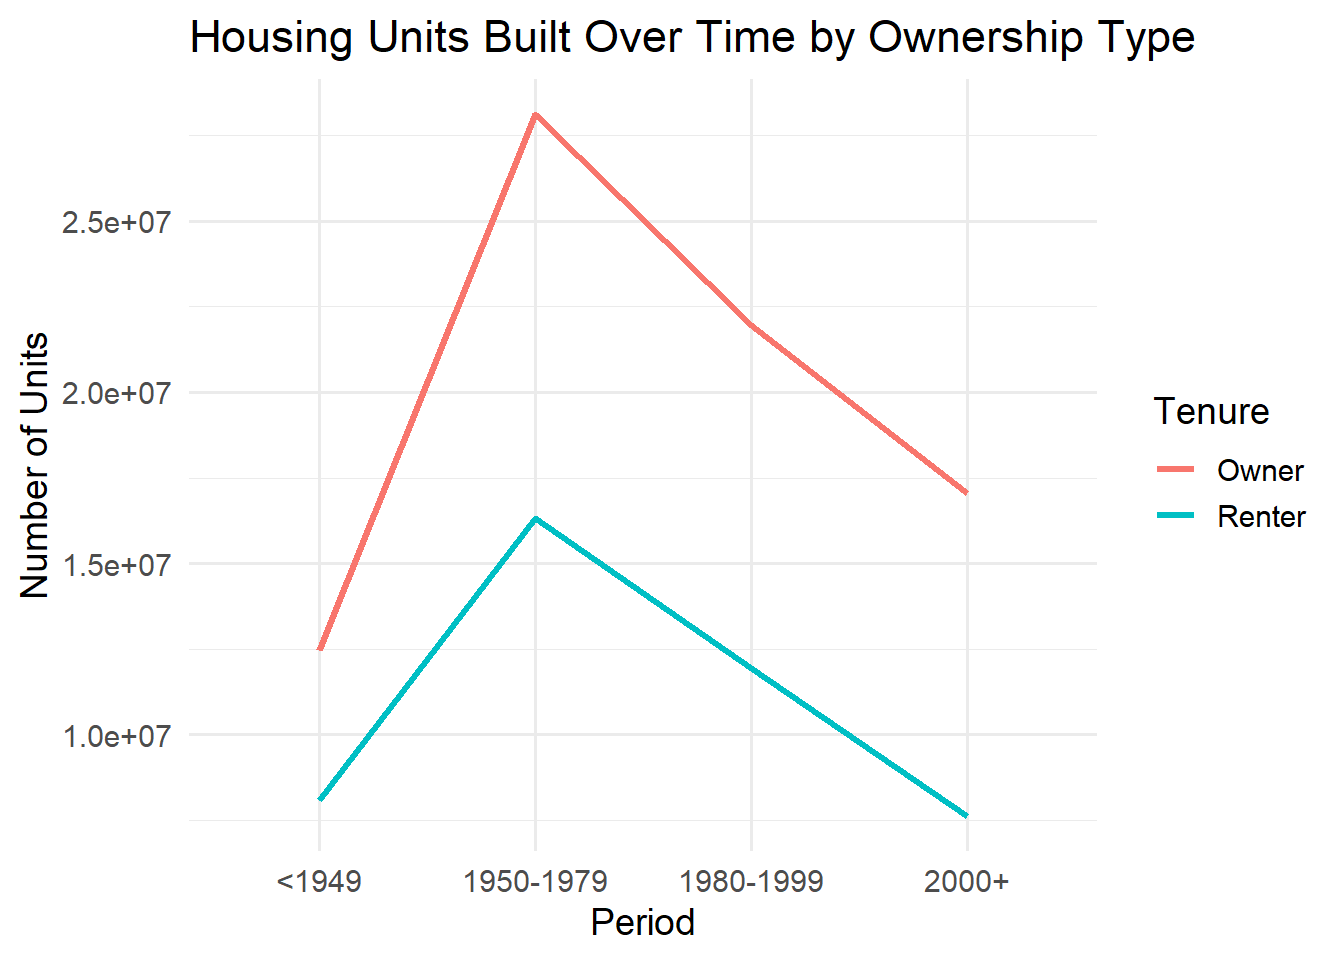 Housing Units Built Over Time by Ownership Type
Number of Units
2.5e+07
2.0e+07
1.5e+07
1.0e+07
<1949 1950-1979 1980-1999 2000+
Period
Tenure
Owner
Renter